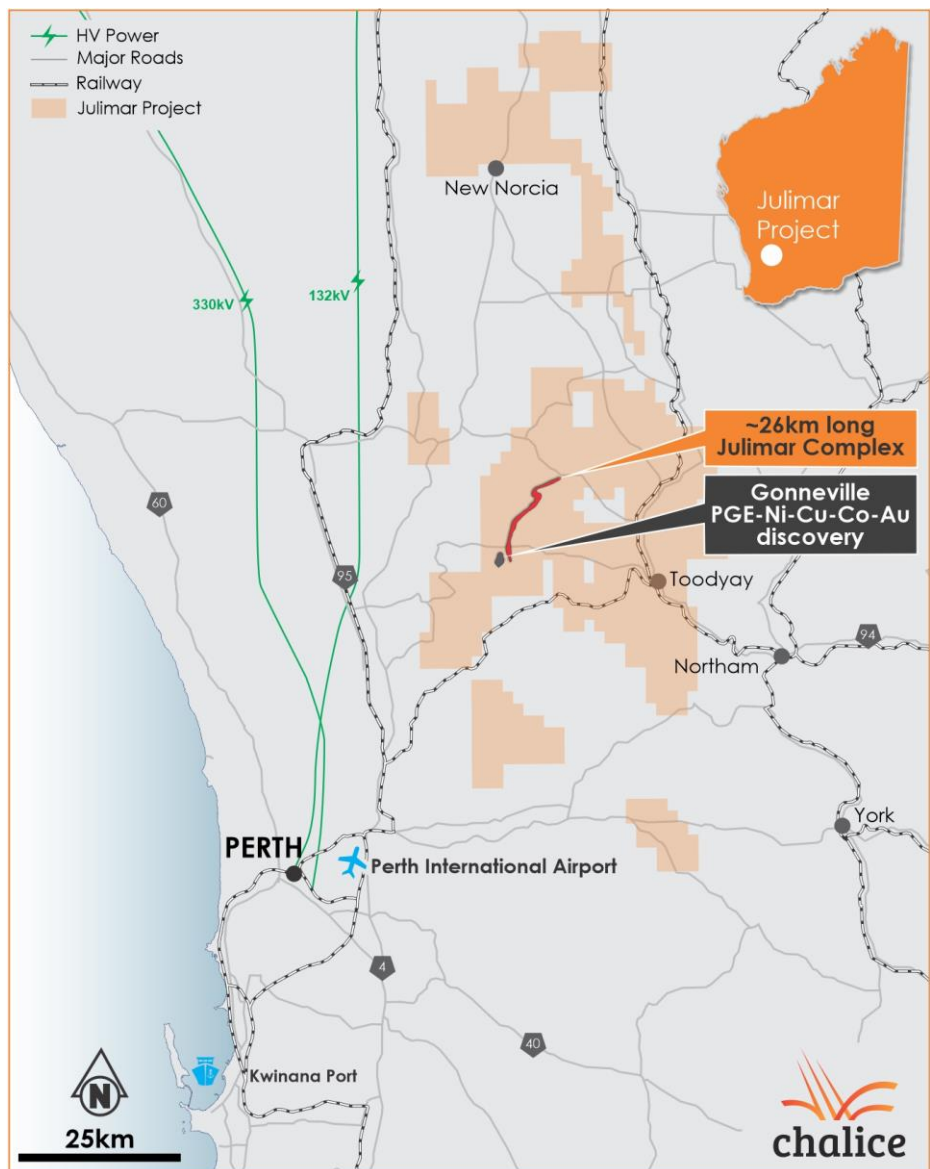 HV Power
Major Roads
Railway
Julimar Project
New Norcia
Julimar
Project
330kV
132kV
~26km long
Julimar Complex
Gonneville
PGE-Ni-Cu-Co-Au
discovery
60
95
Toodyay
94
Northam
York
PERTH
Perth International Airport
4
40
Kwinana Port
N
25km
chalice